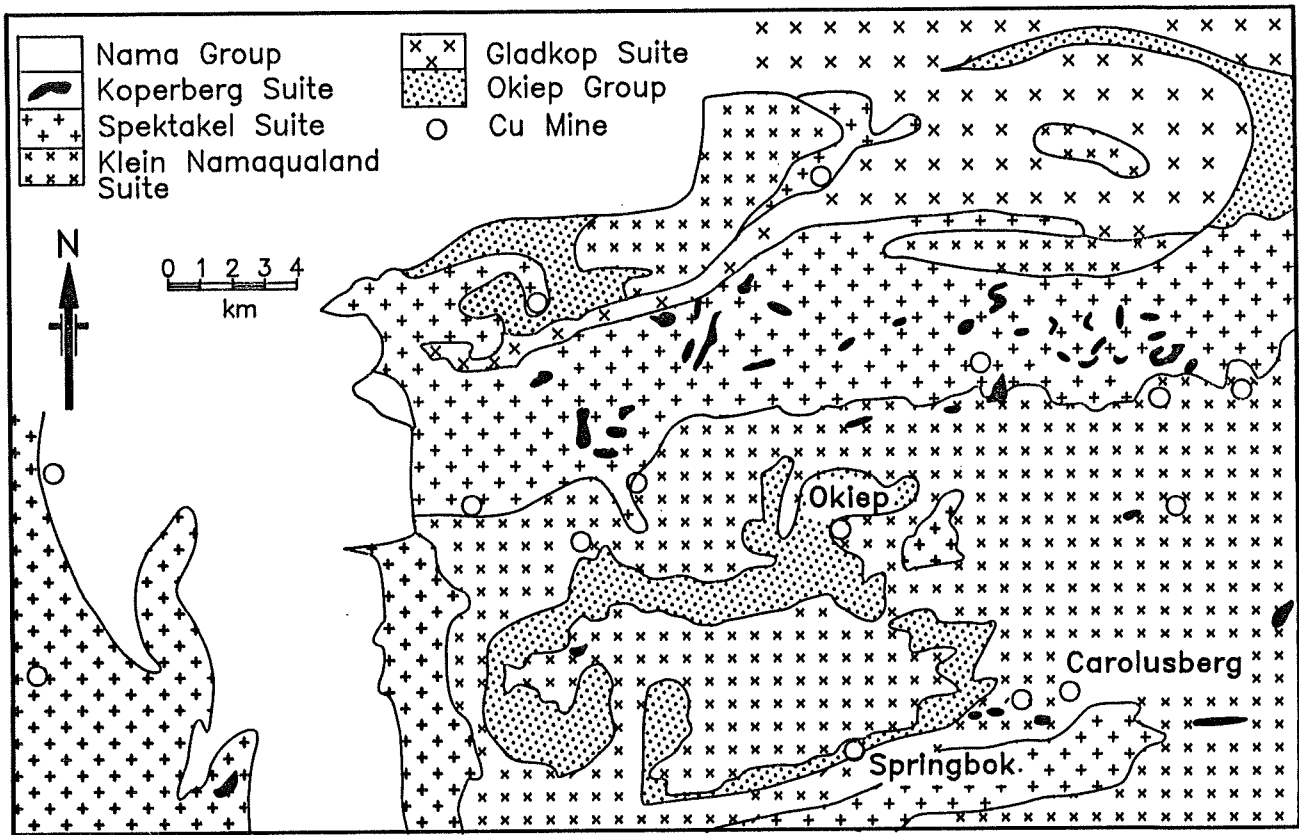 Nama Group
Koperberg Suite
Spektakel Suite
Klein Namaqualand
Suite
Gladkop Suite
Okiep Group
Cu Mine
N
0 1 2 3 4
km
Okiep
Carolusberg
Springbok